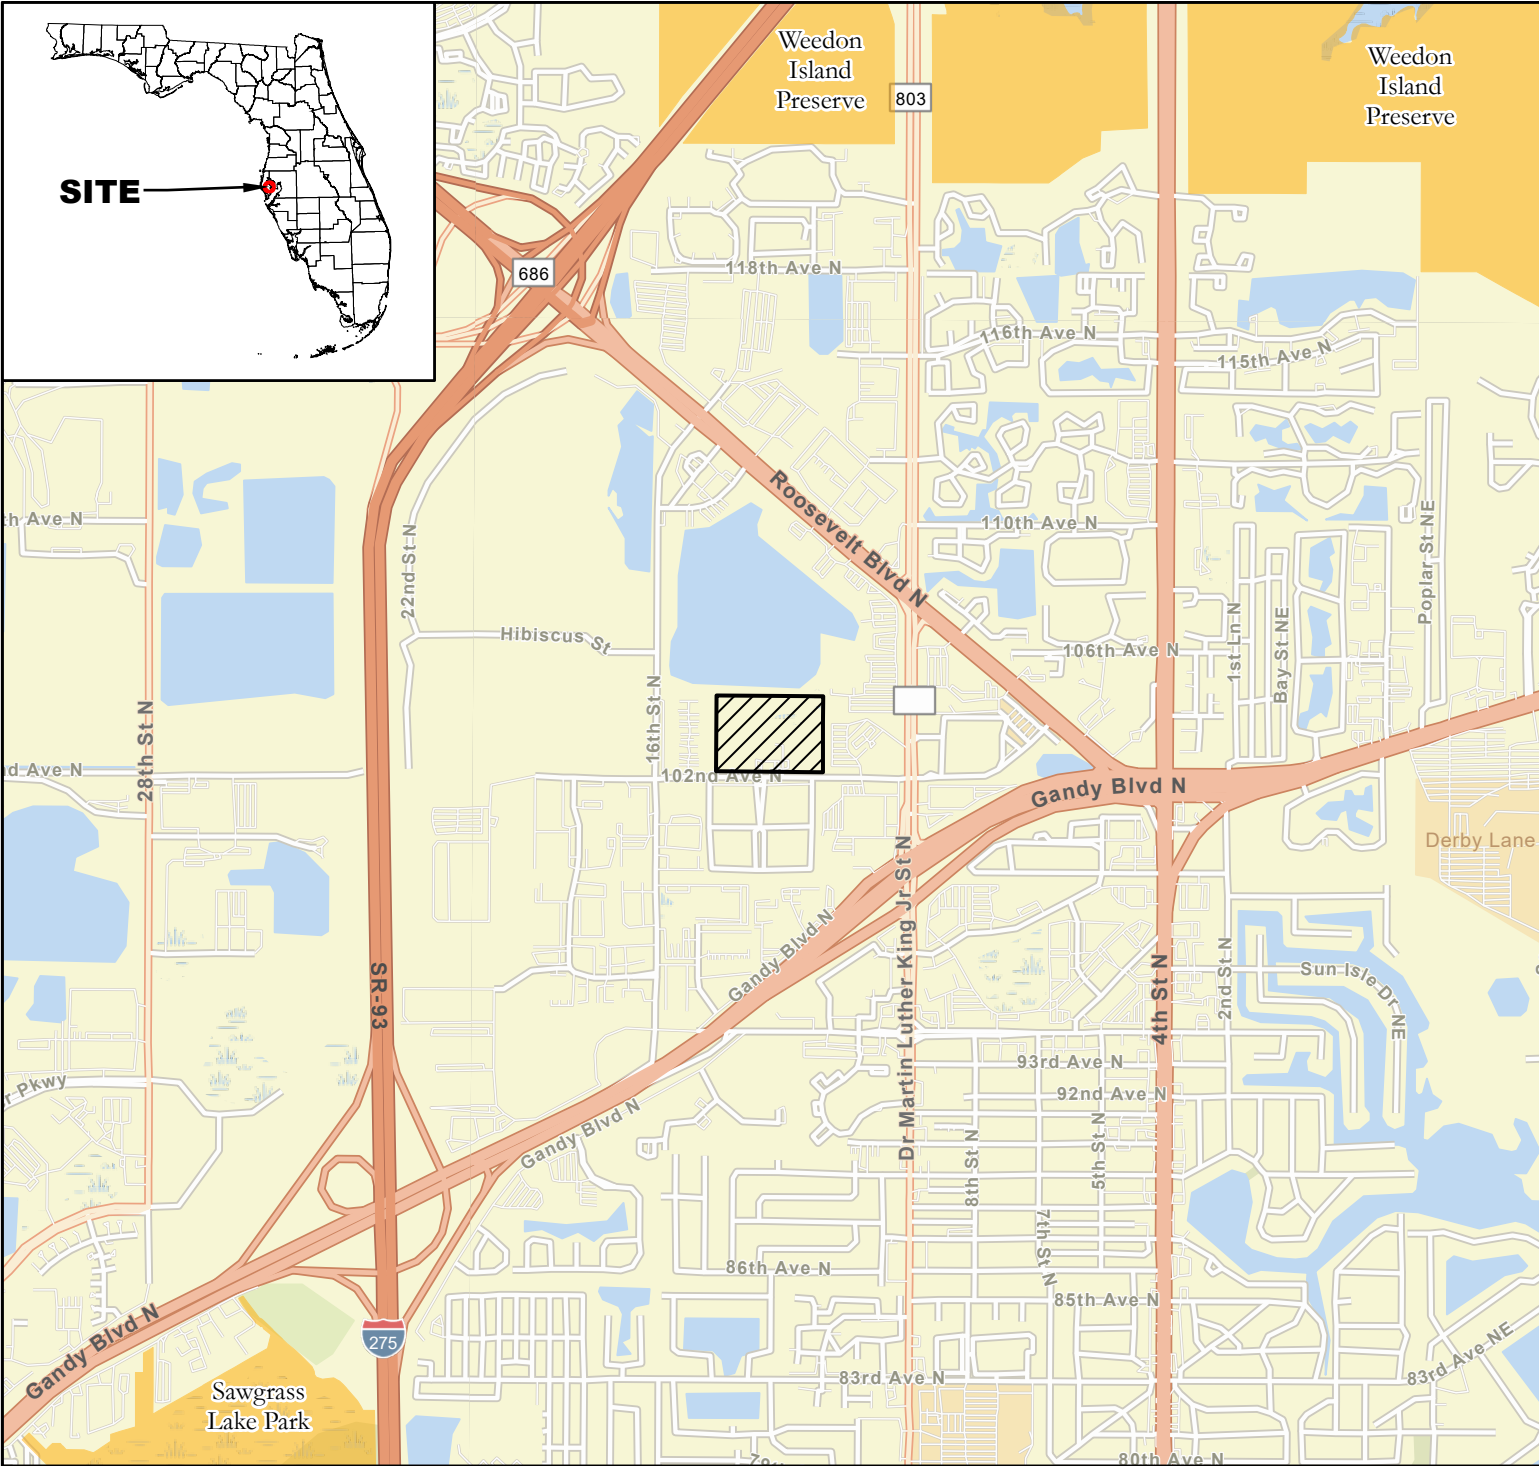 SITE
Weedon
Island
Preserve
803
Weedon
Island
Preserve
686
118th Ave N
116th Ave N
115th Ave N
Roosevelt Blvd N
th Ave N
22nd St N
110th Ave N
Poplar St NE
Hibiscus St
106th Ave N
1st Ln N
Bay St NE
28th St N
16th St N
d Ave N
102nd Ave N
Gandy Blvd N
Derby Lane
Dr Martin Luther King Jr St N
Gandy Blvd N
SR-93
4th St N
2nd St N
Sun Isle Dr NE
93rd Ave N
92nd Ave N
r Pkwy
Gandy Blvd N
8th St N
5th St N
7th St N
86th Ave N
85th Ave N
Gandy Blvd N
275
83rd Ave N
83rd Ave NE
Sawgrass
Lake Park
80th Ave N